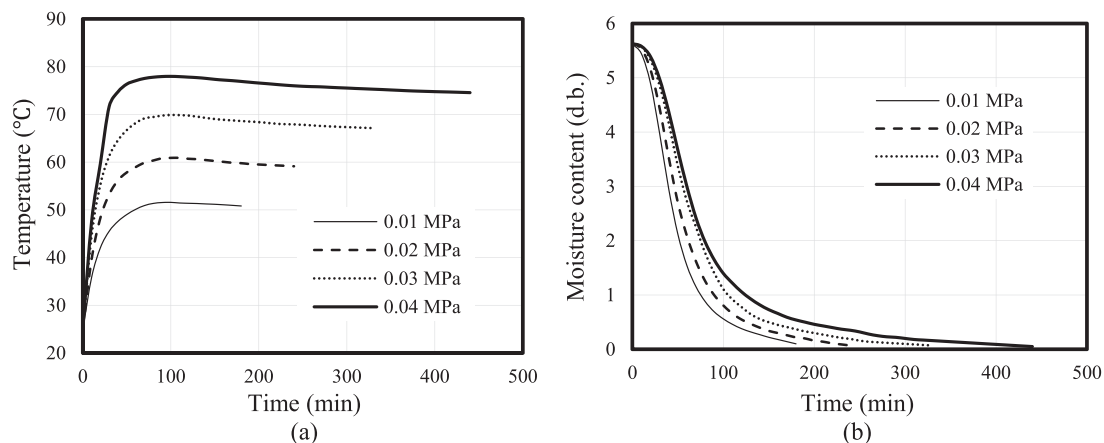 90
80
70
60
50
40
30
20
Temperature (℃)
0.01 MPa
0.02 MPa
0.03 MPa
0.04 MPa
0 100 200 300 400 500
Time (min)
(a)
6
5
4
3
2
1
0
Moisture content (d.b.)
0.01 MPa
0.02 MPa
0.03 MPa
0.04 MPa
0 100 200 300 400 500
Time (min)
(b)